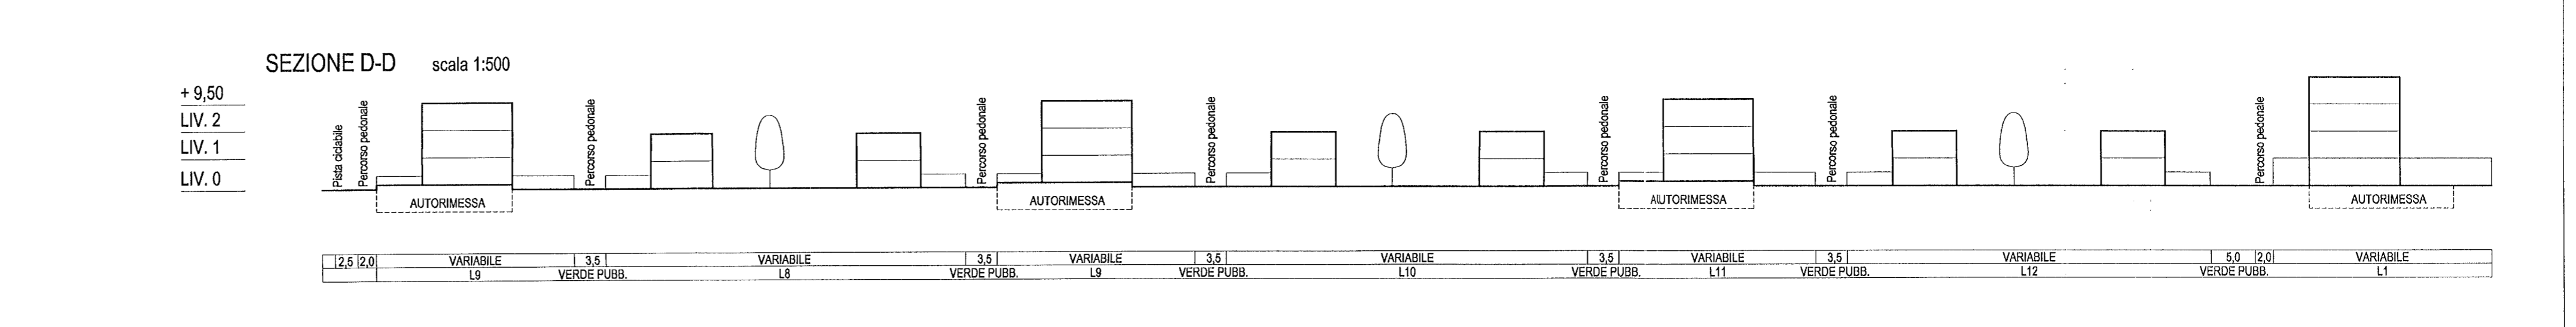 SEZIONE D-D scala 1:500
+ 9,50
LIV. 2
LIV. 1
LIV. 0
Pista ciclabile
Percorso pedonale
Percorso pedonale
Percorso pedonale
Percorso pedonale
Percorso pedonale
Percorso pedonale
Percorso pedonale
AUTORIMESSA
AUTORIMESSA
AUTORIMESSA
AUTORIMESSA
2,5 2,0 VARIABILE 3,5 VARIABILE 3,5 VARIABILE 3,5 VARIABILE 3,5 VARIABILE 3,5 VARIABILE 5,0 2,0 VARIABILE
L9 VERDE PUBB. L8 VERDE PUBB. L9 VERDE PUBB. L10 VERDE PUBB. L11 VERDE PUBB. L12 VERDE PUBB. L1